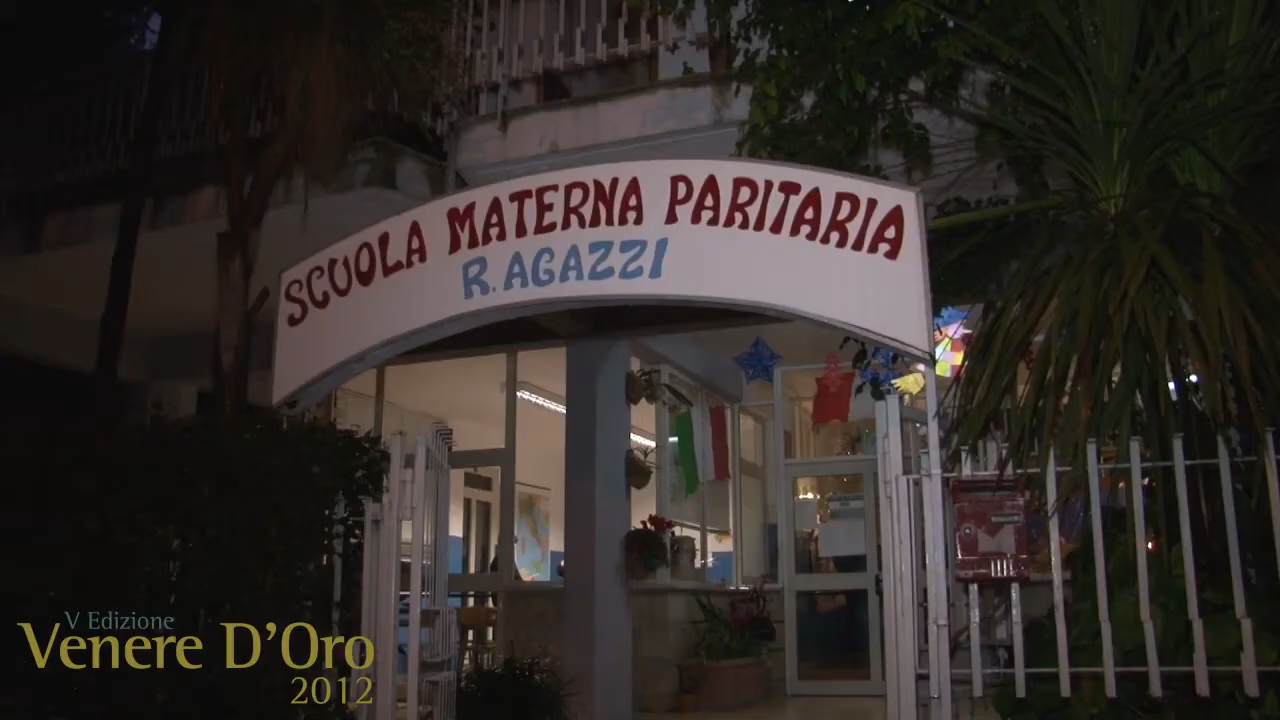 SCUOLA MATERNA PARITARIA
R. AGAZZI
V Edizione
Venere D'Oro
2012